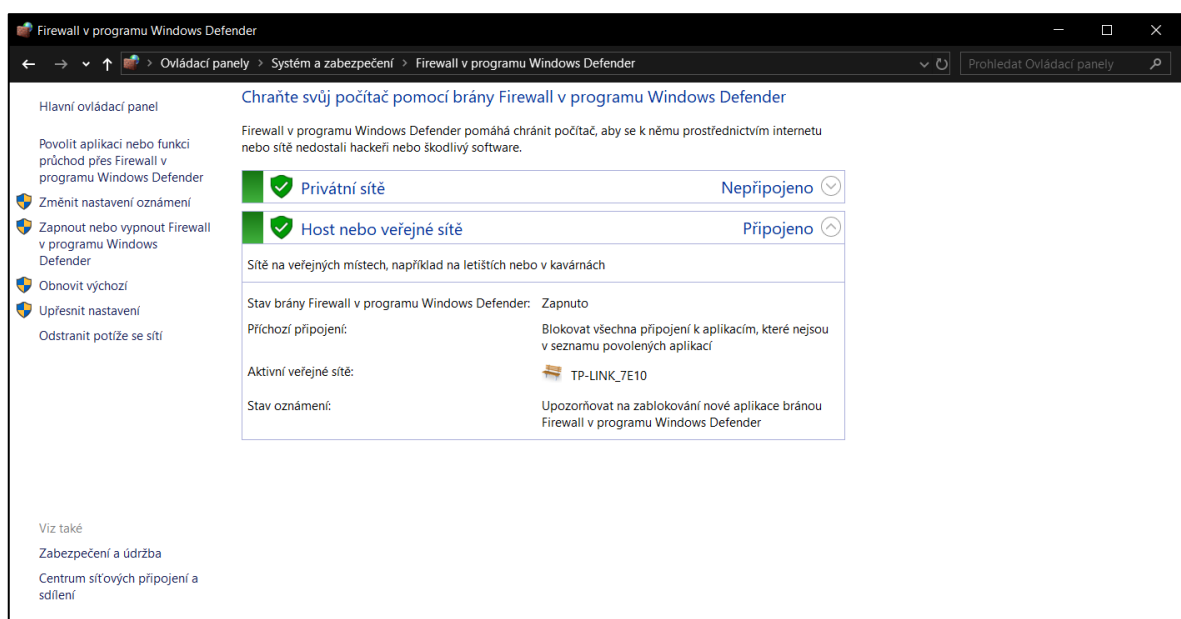 Firewall v programu Windows Defender
Ovládací panely > Systém a zabezpečení > Firewall v programu Windows Defender
Prohledat Ovládací panely
Hlavní ovládací panel
Povolit aplikaci nebo funkci
průchod přes Firewall v
programu Windows Defender
Změnit nastavení oznámení
Zapnout nebo vypnout Firewall
v programu Windows
Defender
Obnovit výchozí
Upřesnit nastavení
Odstranit potíže se sítí
Chraňte svůj počítač pomocí brány Firewall v programu Windows Defender
Firewall v programu Windows Defender pomáhá chránit počítač, aby se k němu prostřednictvím internetu
nebo sítě nedostali hackeři nebo škodlivý software.
Privátní sítě Nepřipojeno
Host nebo veřejné sítě Připojeno
Sítě na veřejných místech, například na letištích nebo v kavárnách
Stav brány Firewall v programu Windows Defender: Zapnuto
Příchozí připojení: Blokovat všechna připojení k aplikacím, které nejsou
v seznamu povolených aplikací
Aktivní veřejné sítě: TP-LINK_7E10
Stav oznámení: Upozorňovat na zablokování nové aplikace bránou
Firewall v programu Windows Defender
Viz také
Zabezpečení a údržba
Centrum síťových připojení a
sdílení